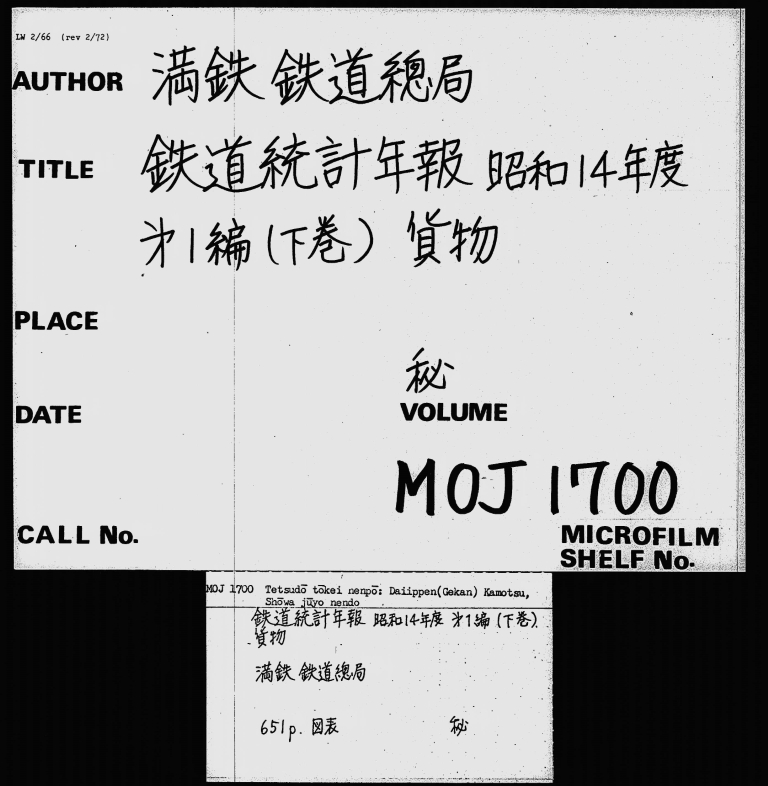 LW 2/66 (rev 2/72)
AUTHOR 満鉄 鉄道總局
TITLE 鉄道統計年報 昭和14年度
㐧1編(下巻) 貨物
PLACE
秘
DATE VOLUME
MOJ 1700
CALL No. MICROFILM
SHELF No.
MOJ 1700 Tetsudō tōkei nenpō: Daiippen(Gekan) Kamotsu,
Shōwa jūyo nendo
鉄道統計年報 昭和14年度 㐧1編(下巻)
貨物
満鉄 鉄道總局
651p. 図表 秘